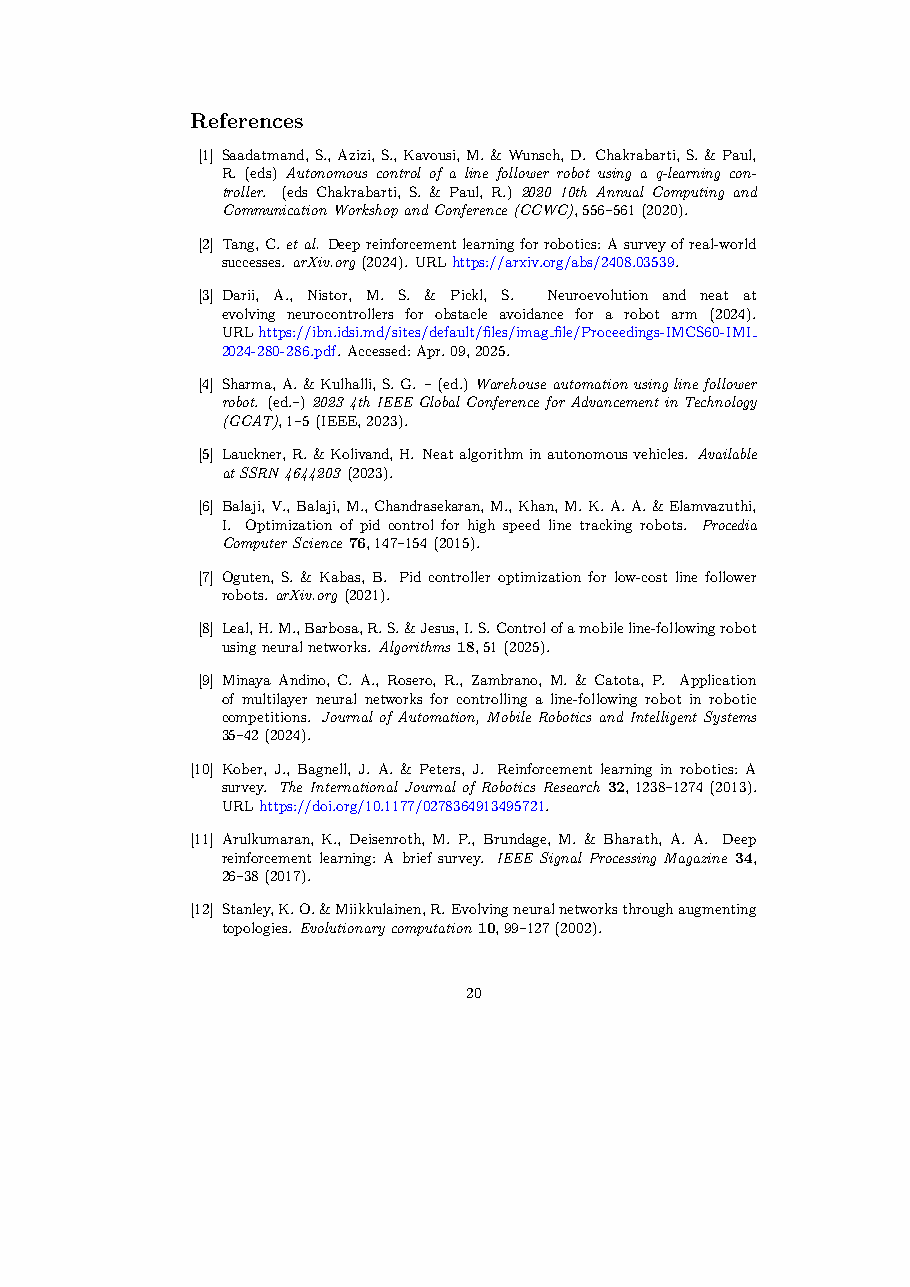 References
[1] Saadatmand, S., Azizi, S., Kavousi, M. & Wunsch, D. Chakrabarti, S. & Paul,
R. (eds) Autonomous control of a line follower robot using a q-learning con-
troller. (eds Chakrabarti, S. & Paul, R.) 2020 10th Annual Computing and
Communication Workshop and Conference (CCWC), 556–561 (2020).
[2] Tang, C. et al. Deep reinforcement learning for robotics: A survey of real-world
successes. arXiv.org (2024). URL https://arxiv.org/abs/2408.03539.
[3] Darii, A., Nistor, M. S. & Pickl, S. Neuroevolution and neat at
evolving neurocontrollers for obstacle avoidance for a robot arm (2024).
URL https://ibn.idsi.md/sites/default/files/imag_file/Proceedings-IMCS60-IMI_
2024-280-286.pdf. Accessed: Apr. 09, 2025.
[4] Sharma, A. & Kulhalli, S. G. – (ed.) Warehouse automation using line follower
robot. (ed.–) 2023 4th IEEE Global Conference for Advancement in Technology
(GCAT), 1–5 (IEEE, 2023).
[5] Lauckner, R. & Kolivand, H. Neat algorithm in autonomous vehicles. Available
at SSRN 4644203 (2023).
[6] Balaji, V., Balaji, M., Chandrasekaran, M., Khan, M. K. A. A. & Elamvazuthi,
I. Optimization of pid control for high speed line tracking robots. Procedia
Computer Science 76, 147–154 (2015).
[7] Oguten, S. & Kabas, B. Pid controller optimization for low-cost line follower
robots. arXiv.org (2021).
[8] Leal, H. M., Barbosa, R. S. & Jesus, I. S. Control of a mobile line-following robot
using neural networks. Algorithms 18, 51 (2025).
[9] Minaya Andino, C. A., Rosero, R., Zambrano, M. & Catota, P. Application
of multilayer neural networks for controlling a line-following robot in robotic
competitions. Journal of Automation, Mobile Robotics and Intelligent Systems
35–42 (2024).
[10] Kober, J., Bagnell, J. A. & Peters, J. Reinforcement learning in robotics: A
survey. The International Journal of Robotics Research 32, 1238–1274 (2013).
URL https://doi.org/10.1177/0278364913495721.
[11] Arulkumaran, K., Deisenroth, M. P., Brundage, M. & Bharath, A. A. Deep
reinforcement learning: A brief survey. IEEE Signal Processing Magazine 34,
26–38 (2017).
[12] Stanley, K. O. & Miikkulainen, R. Evolving neural networks through augmenting
topologies. Evolutionary computation 10, 99–127 (2002).
20